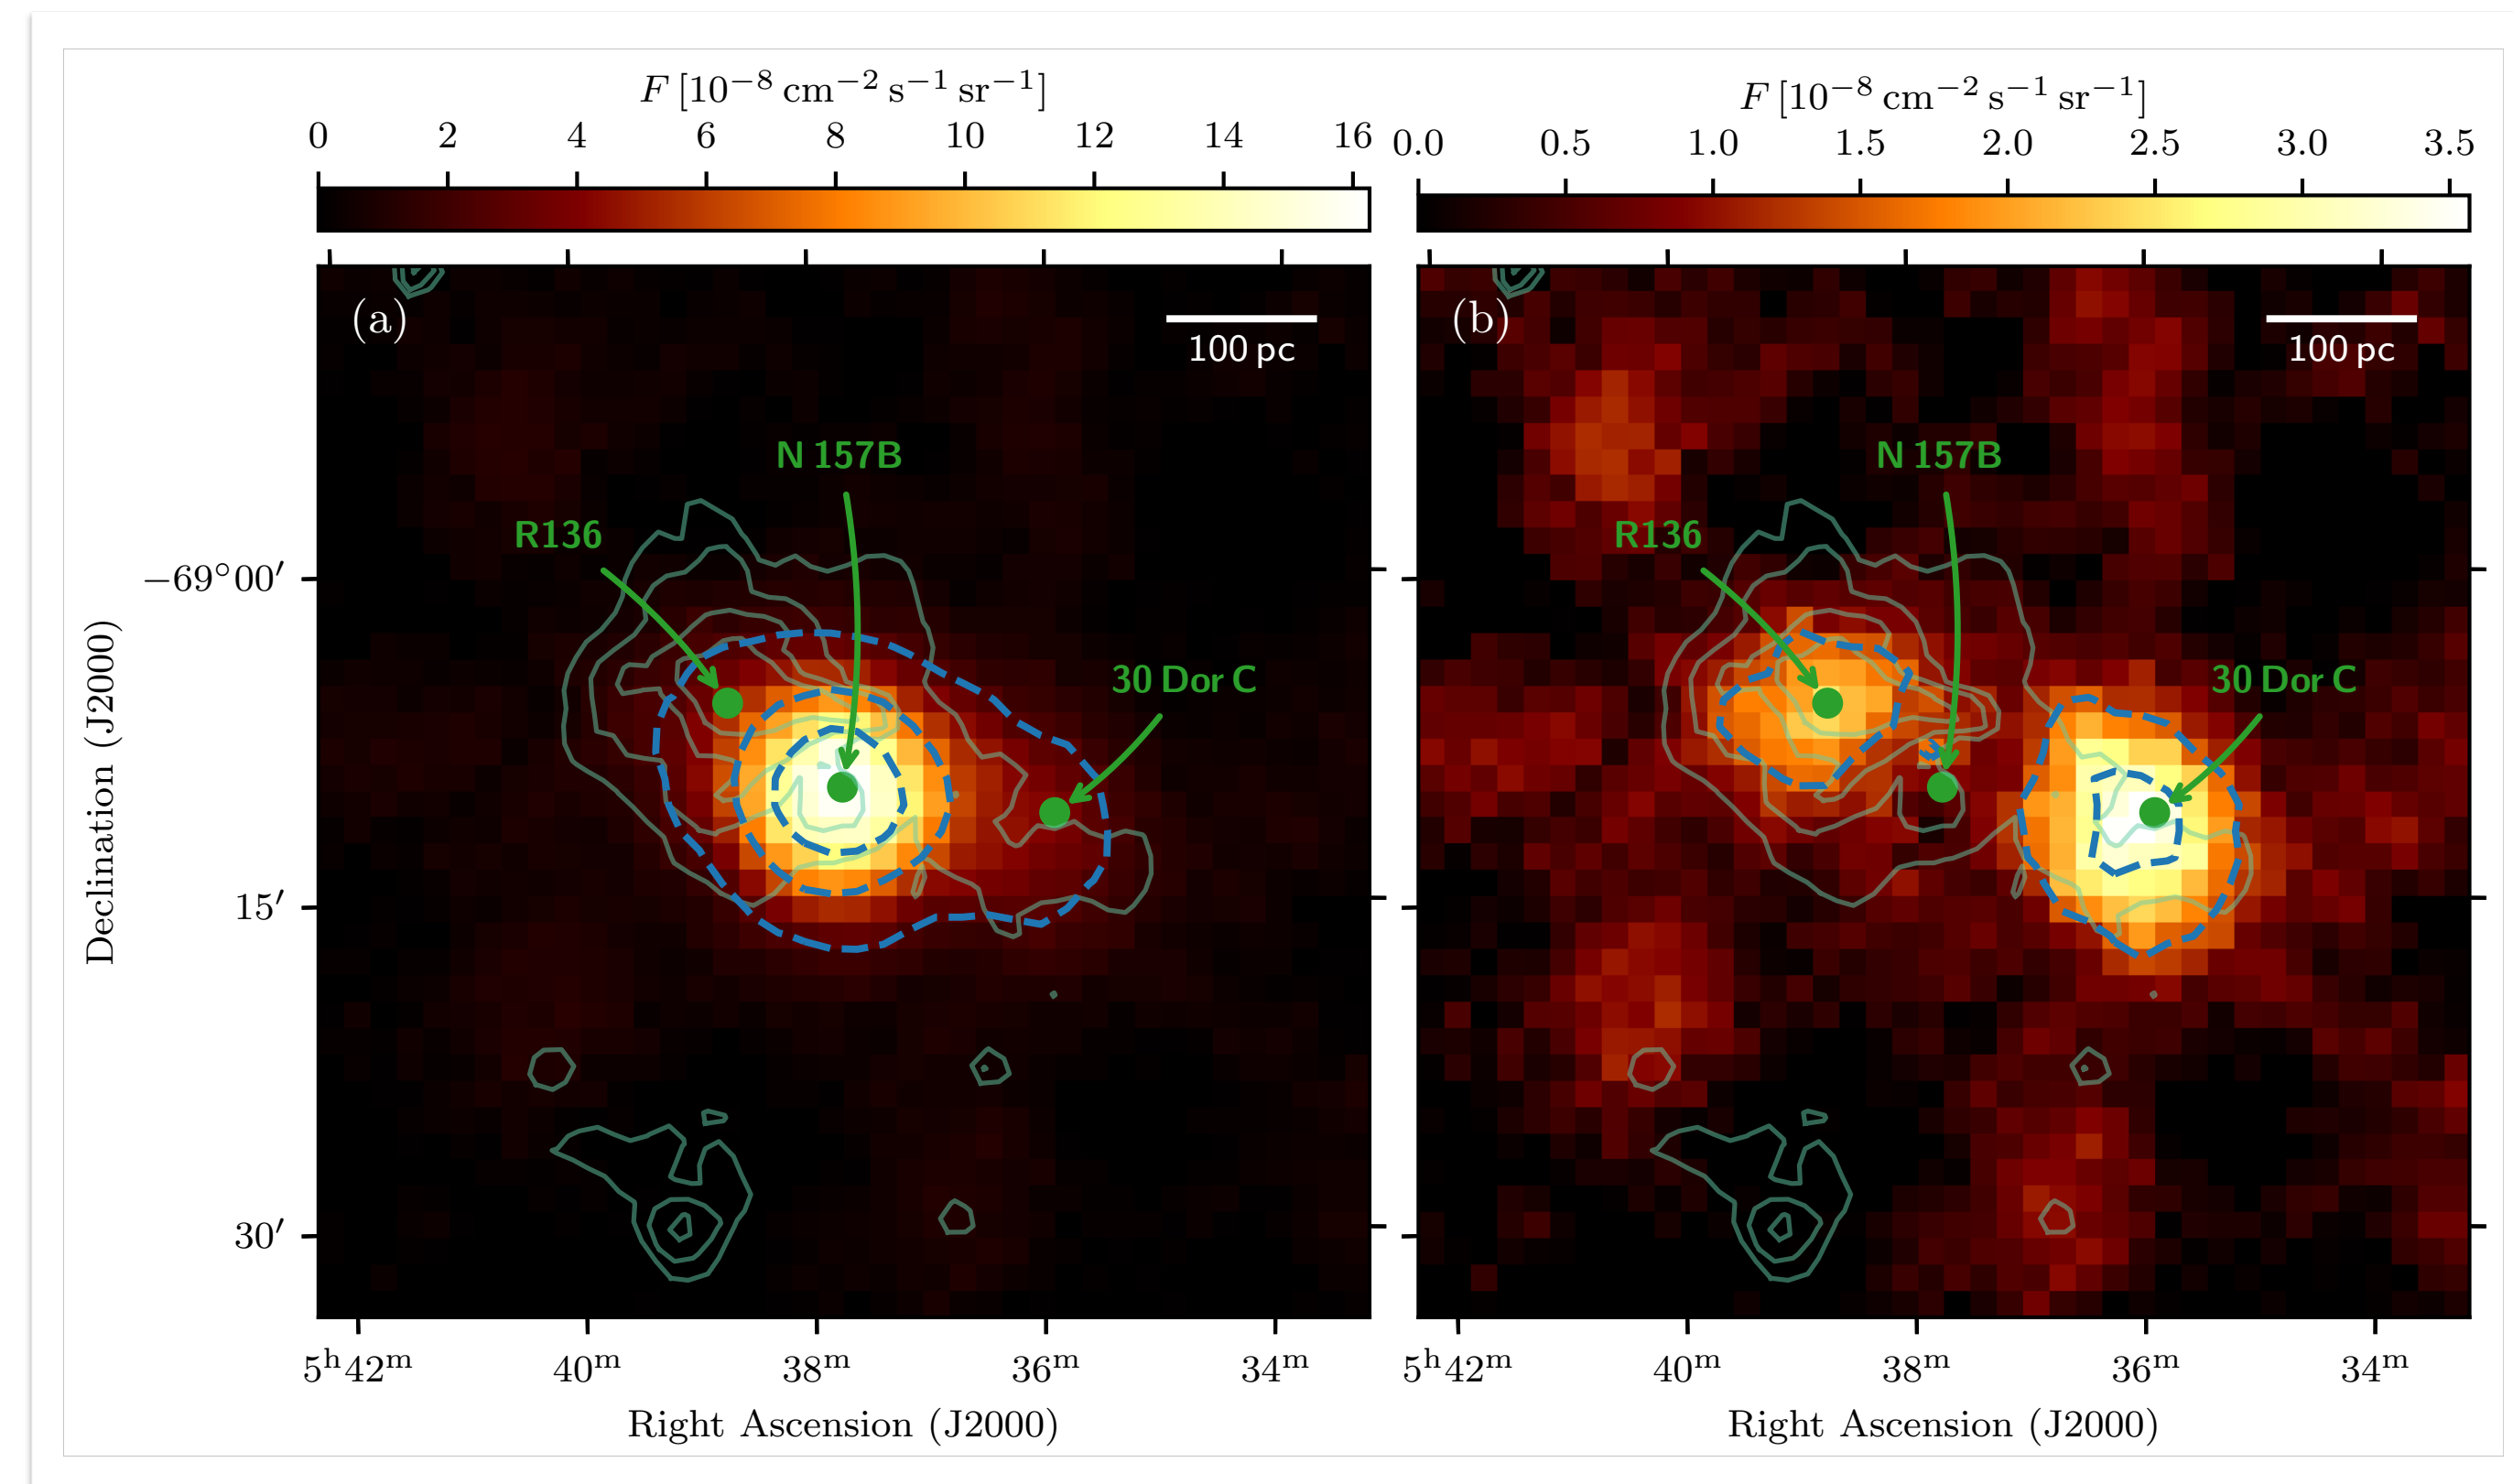 F [10⁻⁸ cm⁻² s⁻¹ sr⁻¹]
0 2 4 6 8 10 12 14 16
(a)
100 pc
N 157B
R136
30 Dor C
−69°00′
15′
30′
Declination (J2000)
5ʰ42ᵐ 40ᵐ 38ᵐ 36ᵐ 34ᵐ
Right Ascension (J2000)
F [10⁻⁸ cm⁻² s⁻¹ sr⁻¹]
0.0 0.5 1.0 1.5 2.0 2.5 3.0 3.5
(b)
100 pc
N 157B
R136
30 Dor C
5ʰ42ᵐ 40ᵐ 38ᵐ 36ᵐ 34ᵐ
Right Ascension (J2000)